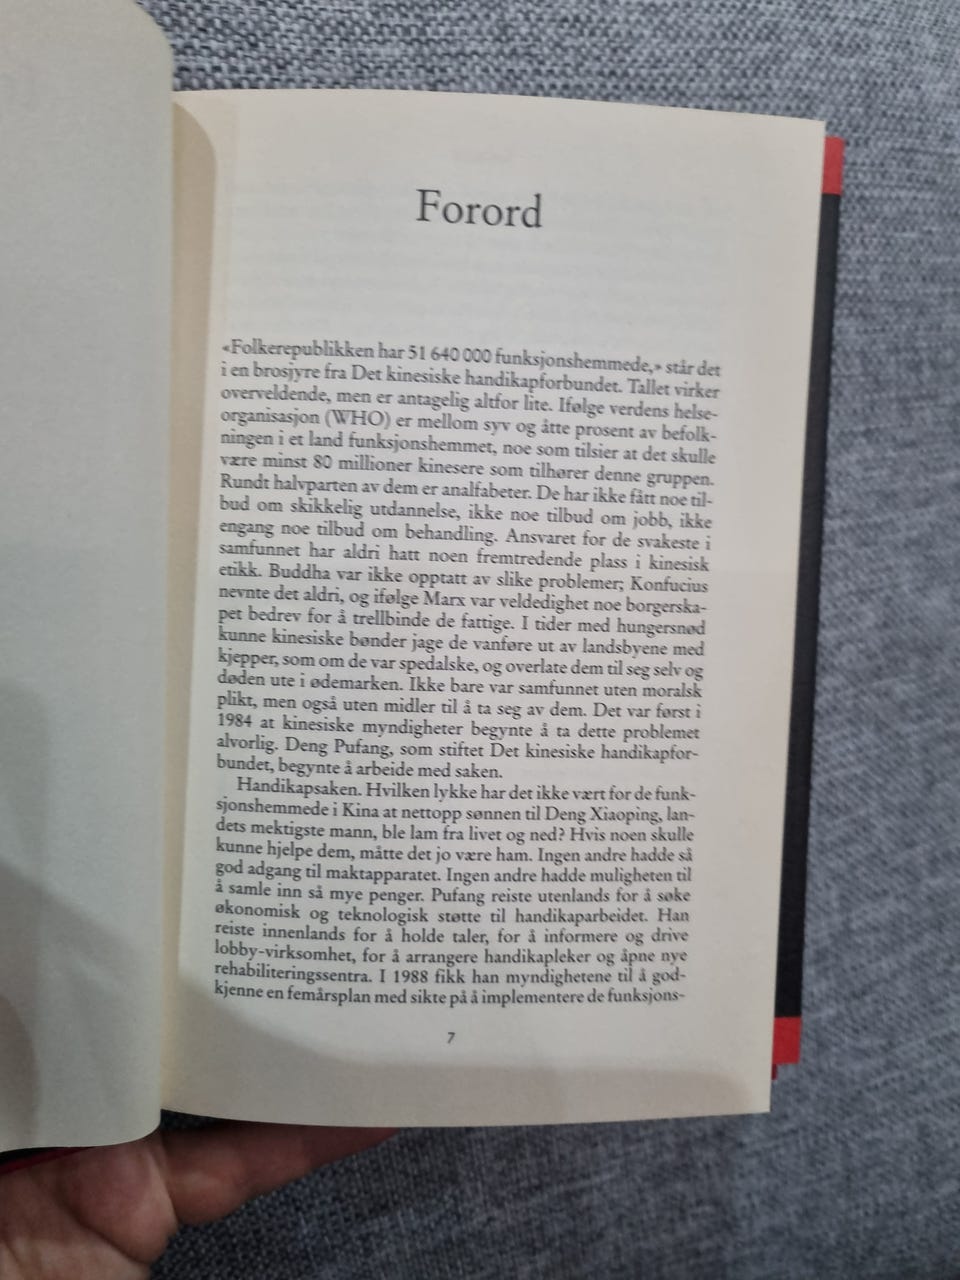 Forord
«Folkerepublikken har 51 640 000 funksjonshemmede,» står det
i en brosjyre fra Det kinesiske handikapforbundet. Tallet virker
overveldende, men er antagelig altfor lite. Ifølge verdens helse-
organisasjon (WHO) er mellom syv og åtte prosent av befolk-
ningen i et land funksjonshemmet, noe som tilsier at det skulle
være minst 80 millioner kinesere som tilhører denne gruppen.
Rundt halvparten av dem er analfabeter. De har ikke fått noe til-
bud om skikkelig utdannelse, ikke noe tilbud om jobb, ikke
engang noe tilbud om behandling. Ansvaret for de svakeste i
samfunnet har aldri hatt noen fremtredende plass i kinesisk
etikk. Buddha var ikke opptatt av slike problemer; Konfucius
nevnte det aldri, og ifølge Marx var veldedighet noe borgerska-
pet bedrev for å trellbinde de fattige. I tider med hungersnød
kunne kinesiske bønder jage de vanføre ut av landsbyene med
kjepper, som om de var spedalske, og overlate dem til seg selv og
døden ute i ødemarken. Ikke bare var samfunnet uten moralsk
plikt, men også uten midler til å ta seg av dem. Det var først i
1984 at kinesiske myndigheter begynte å ta dette problemet
alvorlig. Deng Pufang, som stiftet Det kinesiske handikapfor-
bundet, begynte å arbeide med saken.
Handikapsaken. Hvilken lykke har det ikke vært for de funk-
sjonshemmede i Kina at nettopp sønnen til Deng Xiaoping, lan-
dets mektigste mann, ble lam fra livet og ned? Hvis noen skulle
kunne hjelpe dem, måtte det jo være ham. Ingen andre hadde så
god adgang til maktapparatet. Ingen andre hadde muligheten til
å samle inn så mye penger. Pufang reiste utenlands for å søke
økonomisk og teknologisk støtte til handikaparbeidet. Han
reiste innenlands for å holde taler, for å informere og drive
lobby-virksomhet, for å arrangere handikapleker og åpne nye
rehabiliteringssentra. I 1988 fikk han myndighetene til å god-
kjenne en femårsplan med sikte på å implementere de funksjons-
7